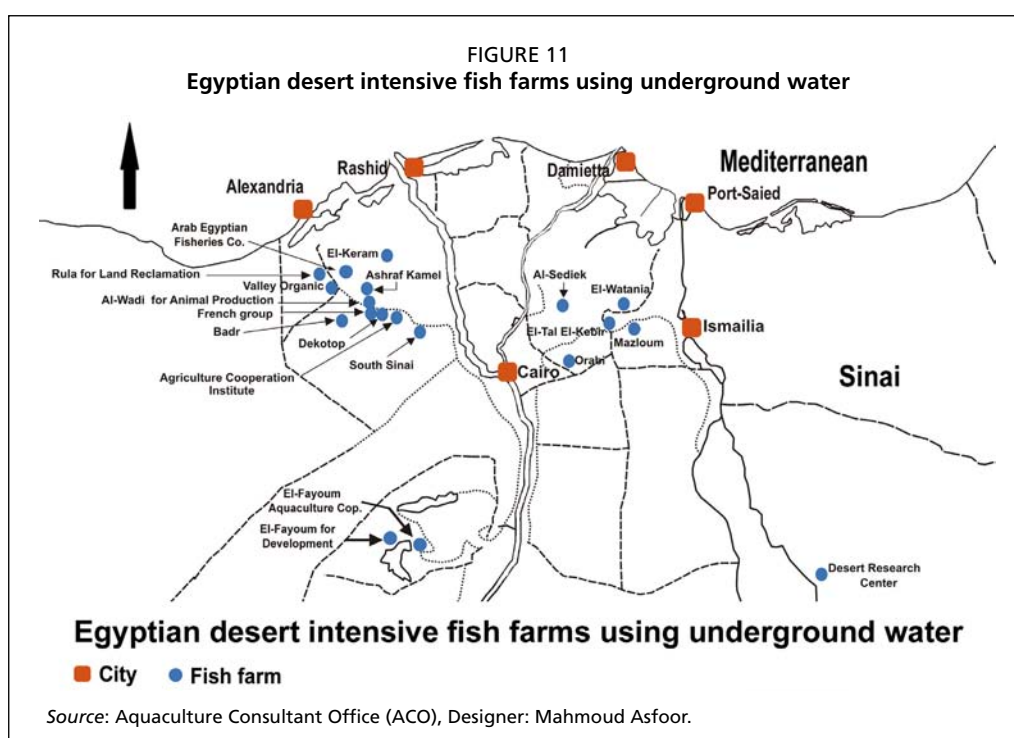 FIGURE 11
Egyptian desert intensive fish farms using underground water
Rashid
Damietta
Mediterranean
Alexandria
Port-Saied
Arab Egyptian
Fisheries Co.
El-Keram
Rula for Land Reclamation
Ashraf Kamel
Valley Organic
Al-Sediek
El-Watania
Al-Wadi for Animal Production
French group
Badr
Dekotop
El-Tal El-Kebir
Mazloum
Ismailia
South Sinai
Orabi
Agriculture Cooperation
Institute
Cairo
Sinai
El-Fayoum
Aquaculture Cop.
El-Fayoum for
Development
Desert Research
Center
Egyptian desert intensive fish farms using underground water
City
Fish farm
Source: Aquaculture Consultant Office (ACO), Designer: Mahmoud Asfoor.